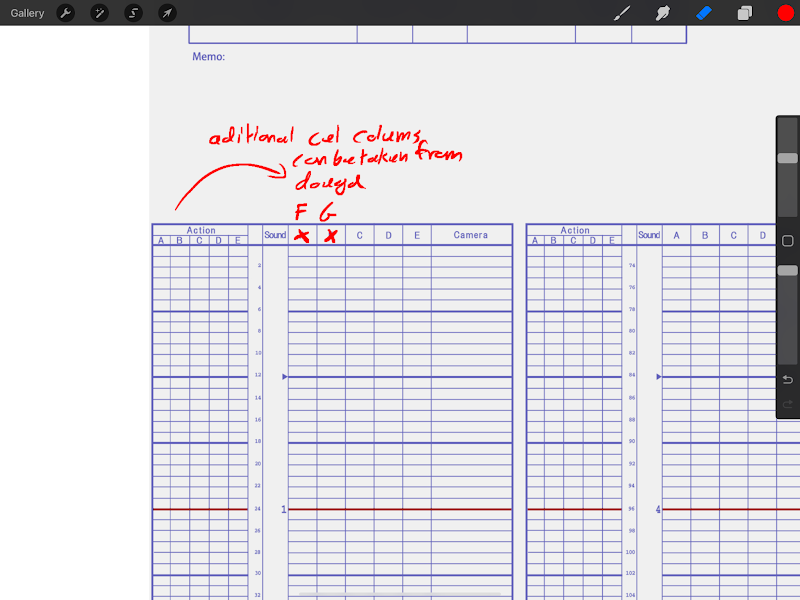 Gallery
Memo:
aditional cel colums
can be taken from
dougd
F G
Action Sound Camera
A B C D E x x C D E
Action Sound A B C D
A B C D E
2 74
4 76
6 78
8 80
10 82
12 84
14 86
16 88
18 90
20 92
22 94
24 1 96 4
26 98
28 100
30 102
32 104